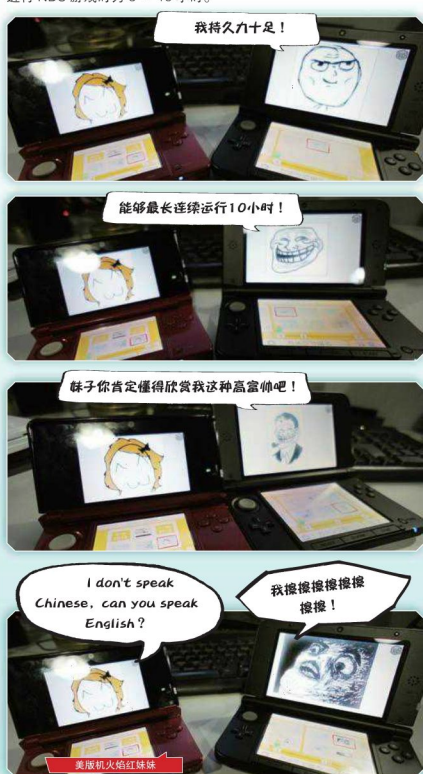 我持久力十足！
能够最长连续运行10小时！
妹子你肯定懂得欣赏我这种高富帅吧！
I don't speak
Chinese, can you speak
English?
我擦擦擦擦擦擦
擦擦！
美版机火焰红妹妹